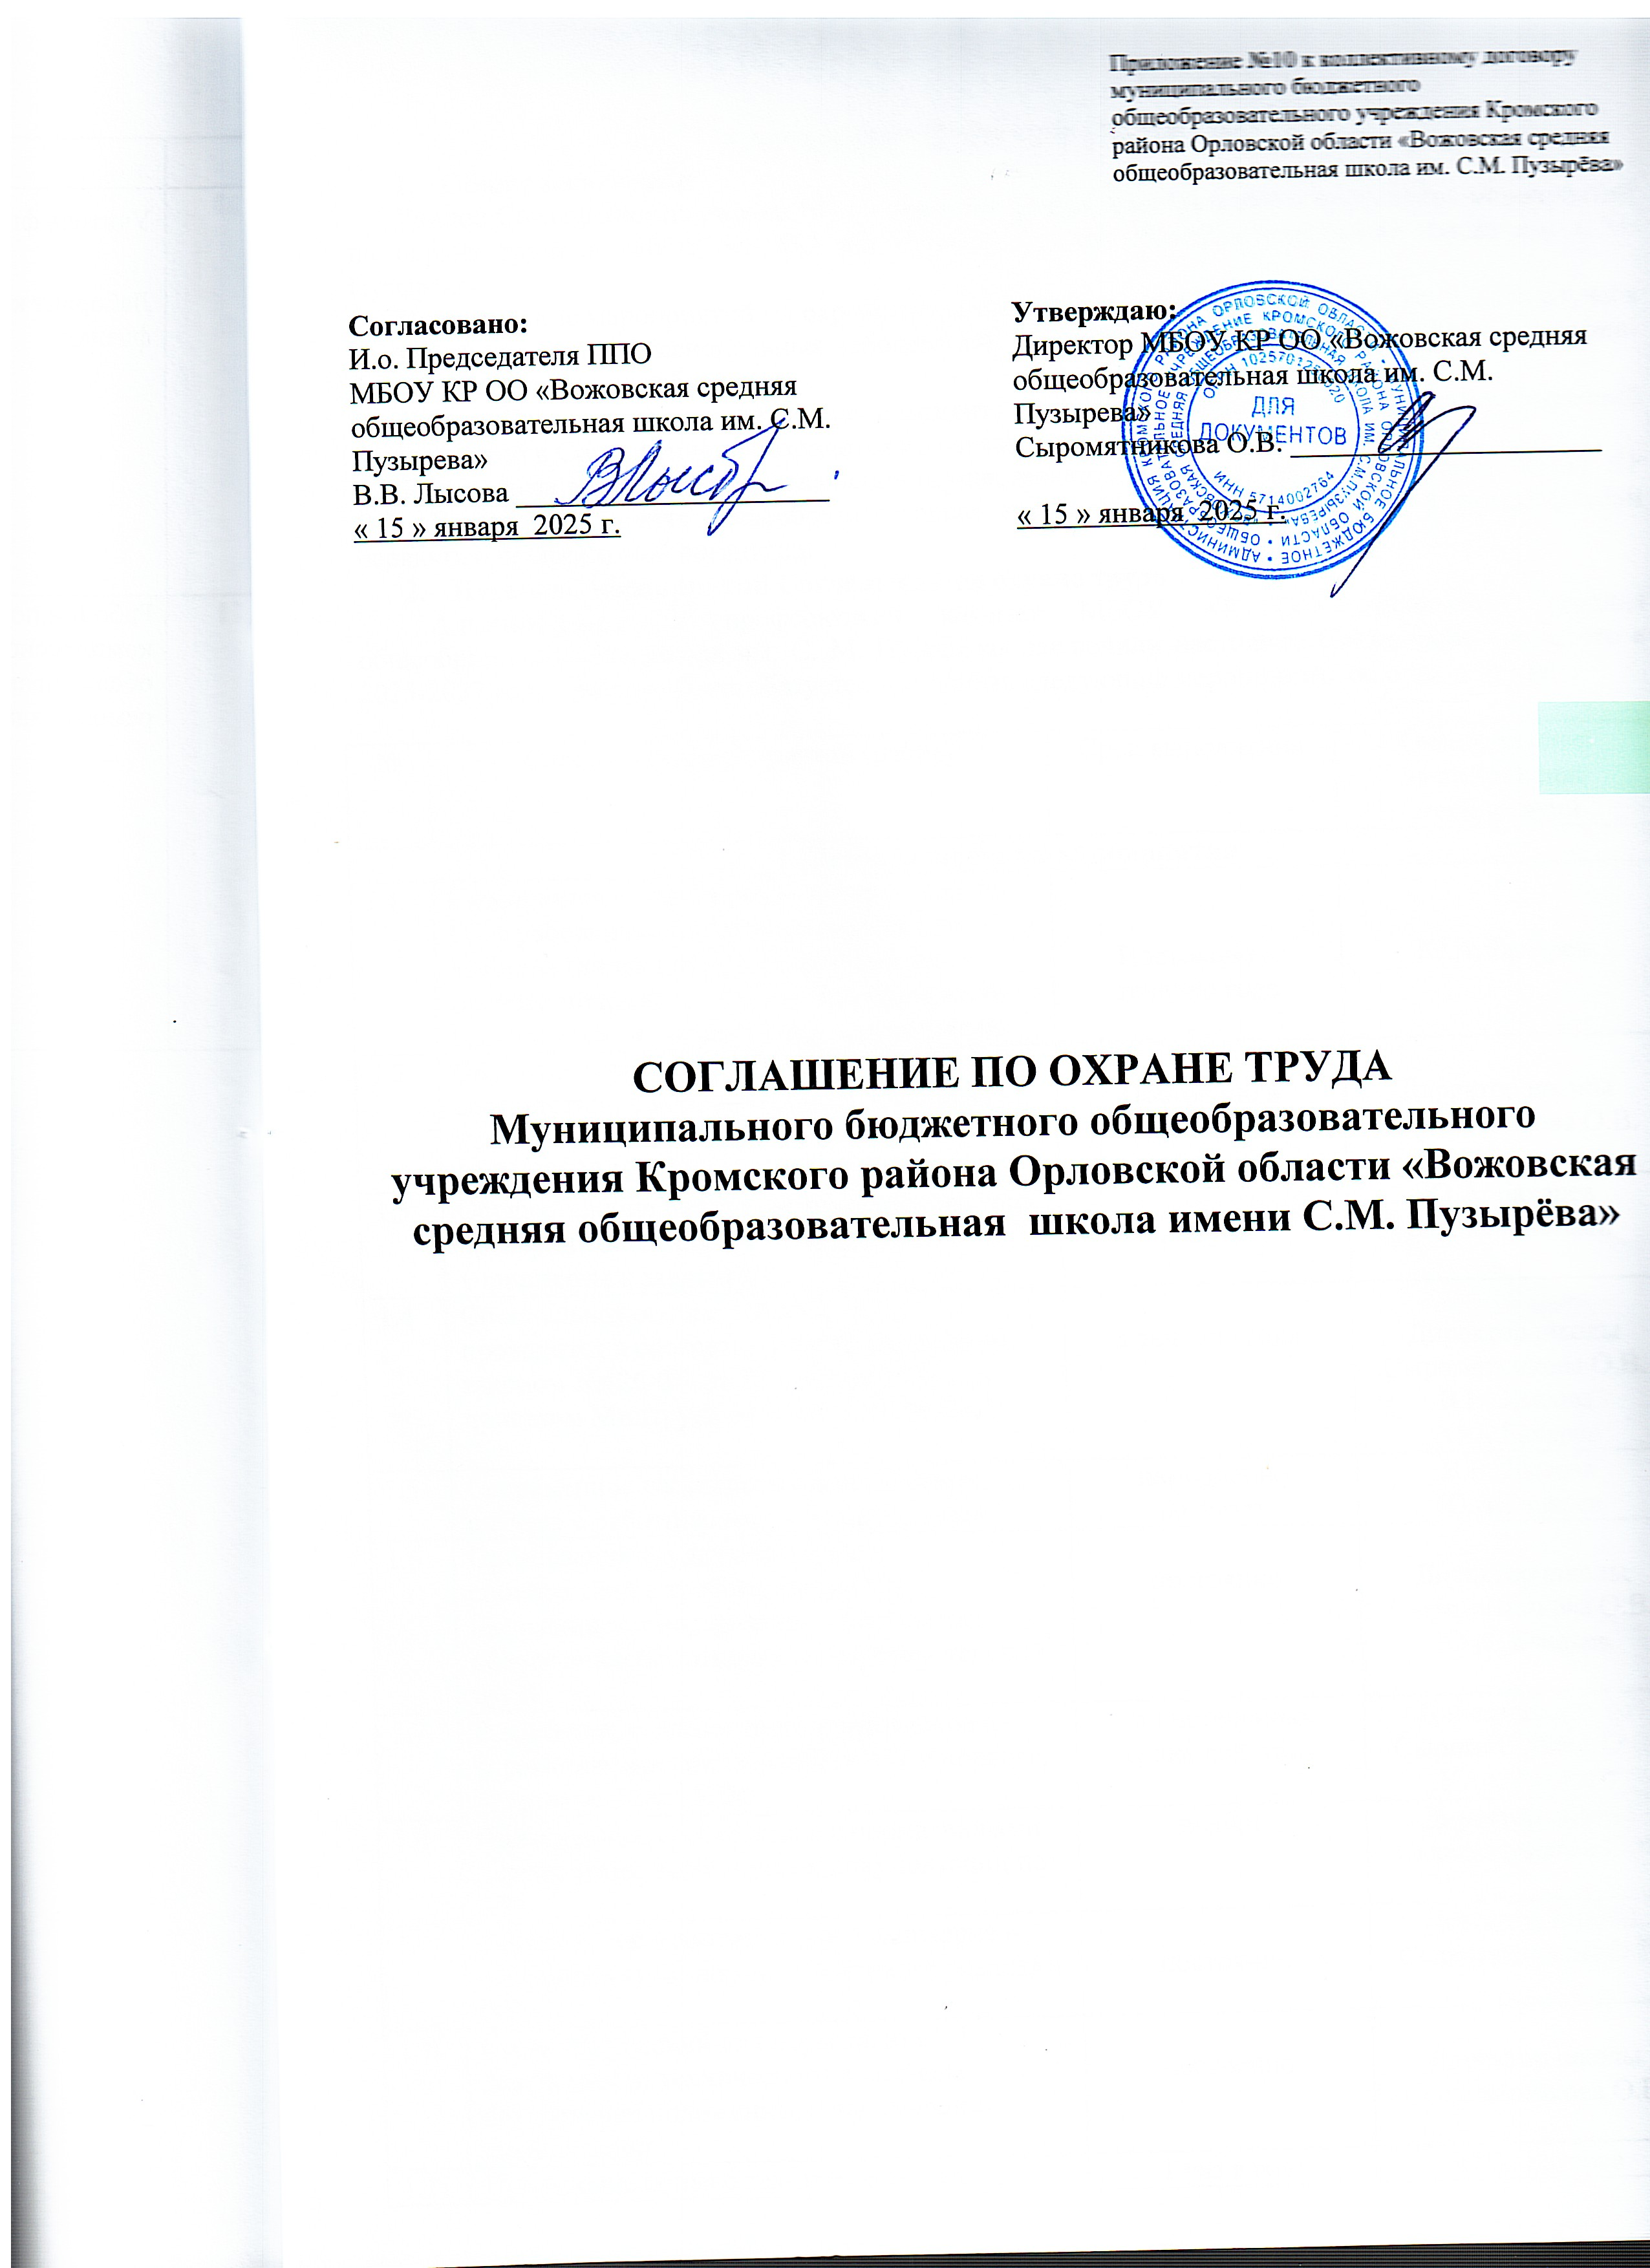 Приложение №10 к коллективному договору
муниципального бюджетного
общеобразовательного учреждения Кромского
района Орловской области «Вожовская средняя
общеобразовательная школа им. С.М. Пузырёва»
Согласовано:
И.о. Председателя ППО
МБОУ КР ОО «Вожовская средняя
общеобразовательная школа им. С.М.
Пузырева»
В.В. Лысова
« 15 » января 2025 г.
Утверждаю:
Директор МБОУ КР ОО «Вожовская средняя
общеобразовательная школа им. С.М.
Пузырева»
Сыромятникова О.В.
« 15 » января 2025 г.
ДЛЯ
ДОКУМЕНТОВ
ИНН 5714002764
СОГЛАШЕНИЕ ПО ОХРАНЕ ТРУДА
Муниципального бюджетного общеобразовательного
учреждения Кромского района Орловской области «Вожовская
средняя общеобразовательная школа имени С.М. Пузырёва»